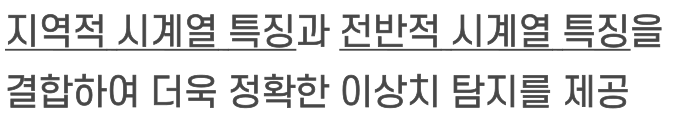 지역적 시계열 특징과 전반적 시계열 특징을
결합하여 더욱 정확한 이상치 탐지를 제공